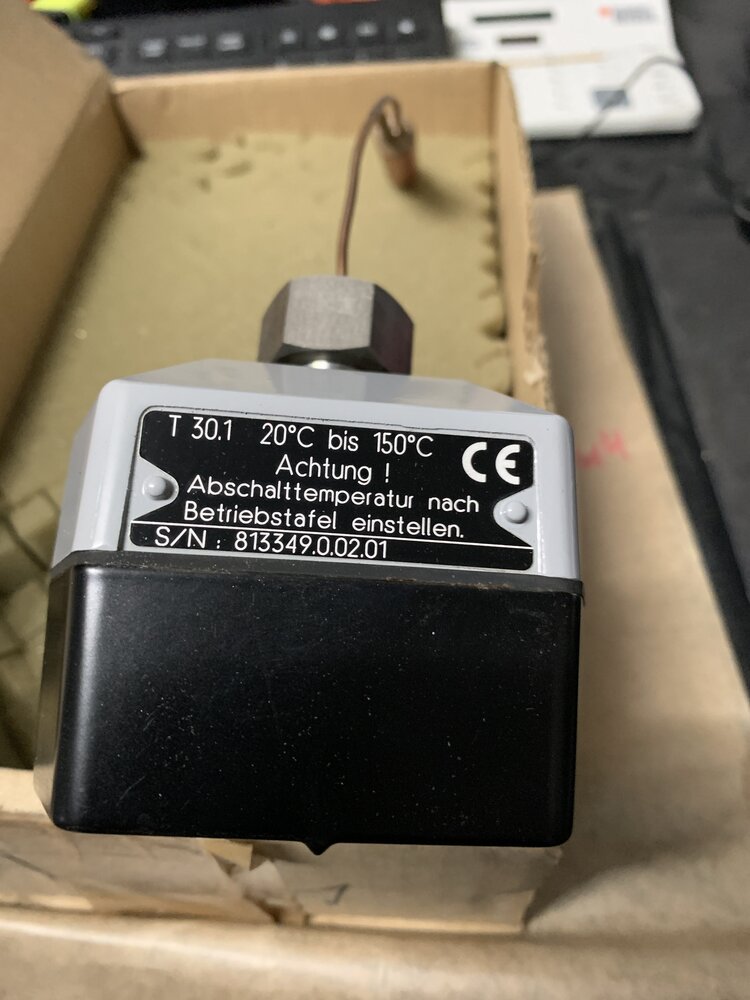 T 30.1 20°C bis 150°C
CE
Achtung !
Abschalttemperatur nach
Betriebstafel einstellen.
S/N : 813349.0.02.01